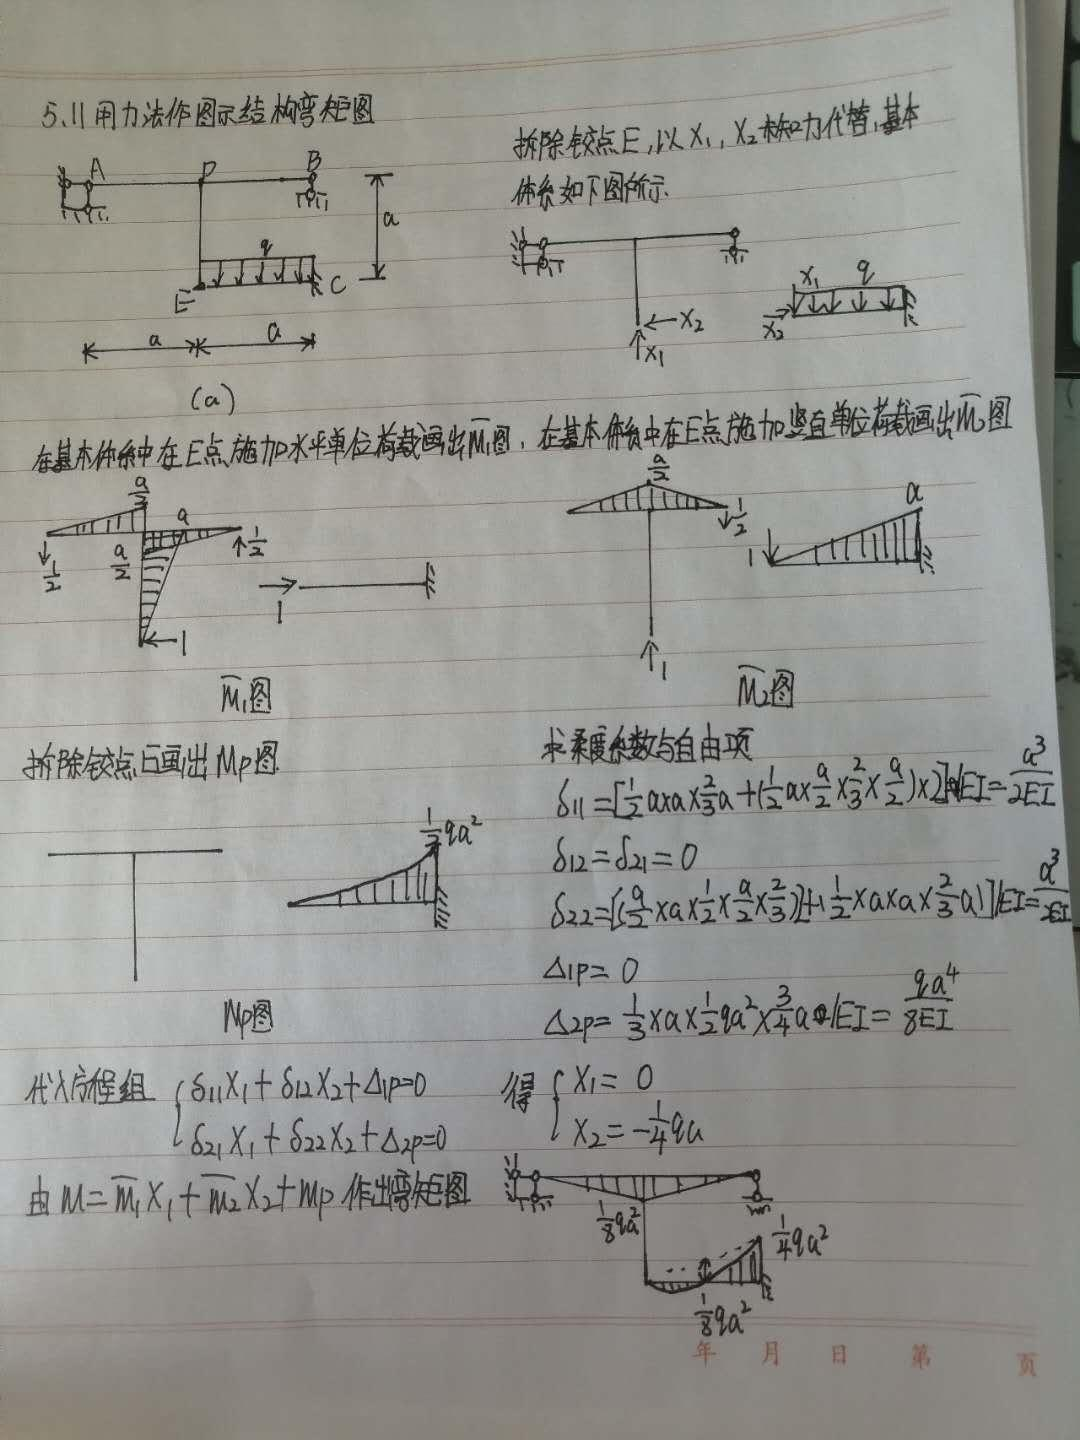 5.11 用力法作图示结构弯矩图
A D B
a
q
E C
a a
(a)
拆除铰点E,以X₁,X₂未知力代替,基本
体系如下图所示.
X₂
X₁
X₁ q
X₂
在基本体系中在E点施加水平单位荷载画出M̄₁图,在基本体系中在E点施加竖直单位荷载画出M̄₂图
a/2 a
a/2
1/2 1/2
1
1
M̄₁图
a/2
1/2
1
a
1
M̄₂图
拆除铰点E画出Mp图.
1/2qa²
Mp图
求柔度系数与自由项
δ11=[1/2a×a×2/3a+(1/2a×a/2×2/3×a/2)×2]/EI=a³/2EI
δ12=δ21=0
δ22=[(a/2×a×1/2×a/2×2/3)2+(1/2×a×a×2/3a)]/EI=a³/2EI
Δ1P=0
Δ2P=1/3×a×1/2qa²×3/4a/EI=qa⁴/8EI
代入方程组 { δ11X₁+δ12X₂+Δ1P=0
δ21X₁+δ22X₂+Δ2P=0
得 { X₁=0
X₂=-1/4qa
由M=M̄₁X₁+M̄₂X₂+Mp 作出弯矩图
1/8qa²
1/4qa²
1/8qa²
年 月 日 第 页